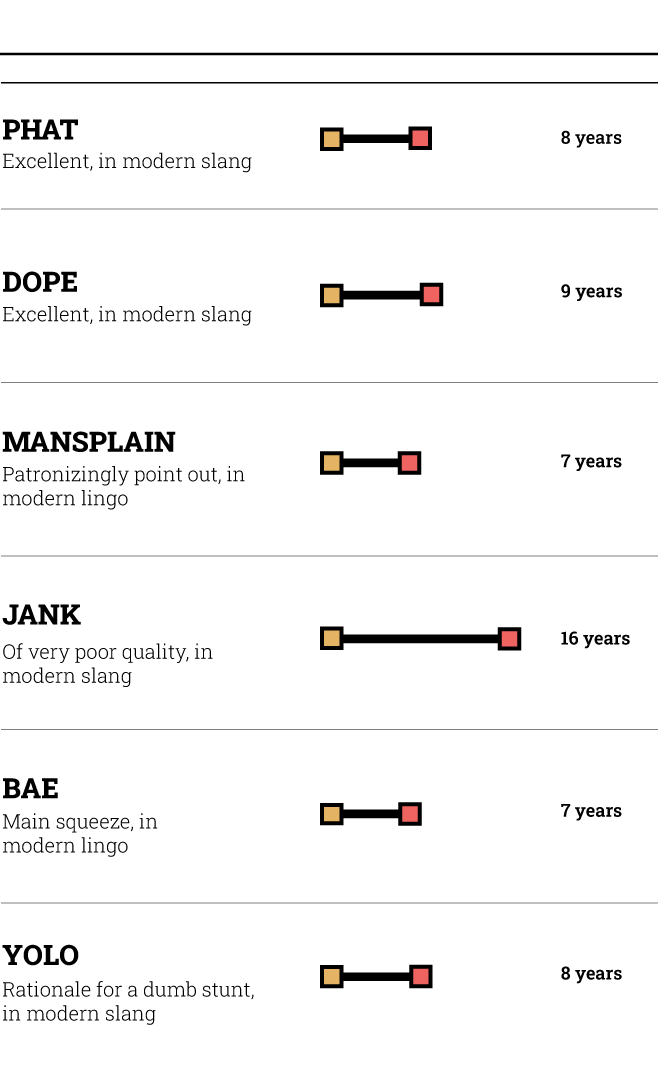 PHAT
Excellent, in modern slang
8 years
DOPE
Excellent, in modern slang
9 years
MANSPLAIN
Patronizingly point out, in
modern lingo
7 years
JANK
Of very poor quality, in
modern slang
16 years
BAE
Main squeeze, in
modern lingo
7 years
YOLO
Rationale for a dumb stunt,
in modern slang
8 years